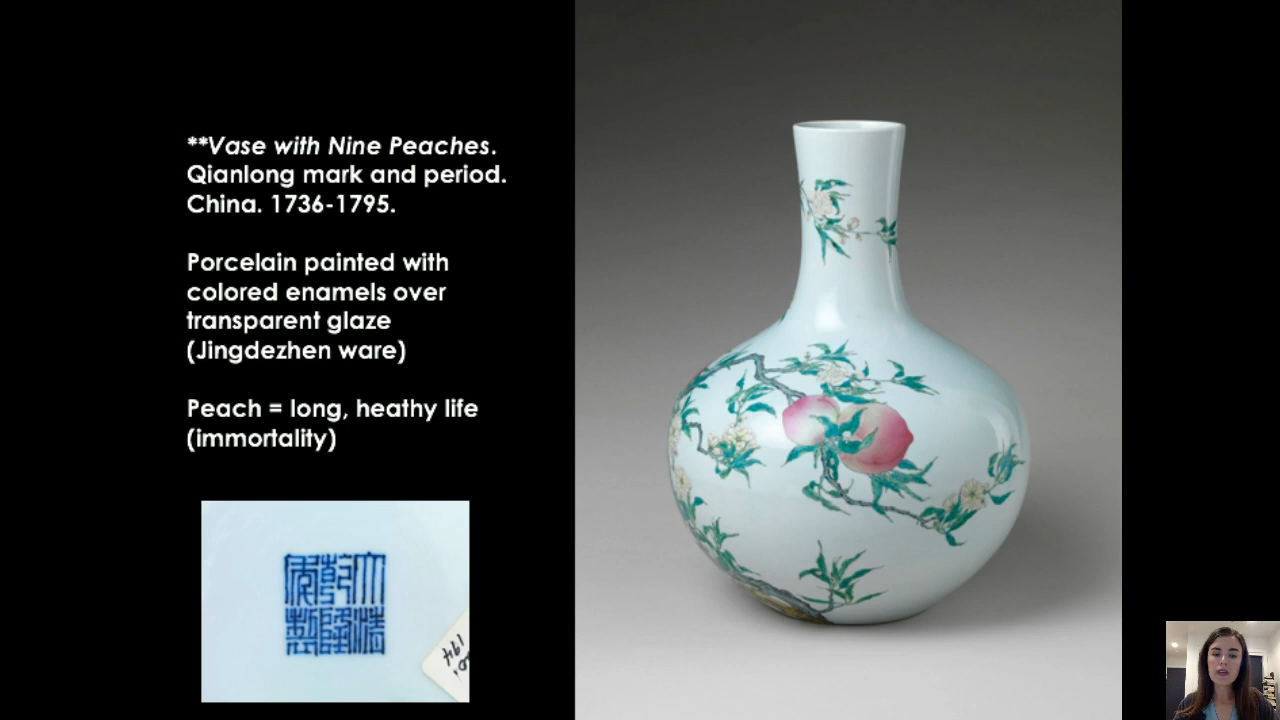 **Vase with Nine Peaches.
Qianlong mark and period.
China. 1736-1795.
Porcelain painted with
colored enamels over
transparent glaze
(Jingdezhen ware)
Peach = long, heathy life
(immortality)
大清
乾隆
年製